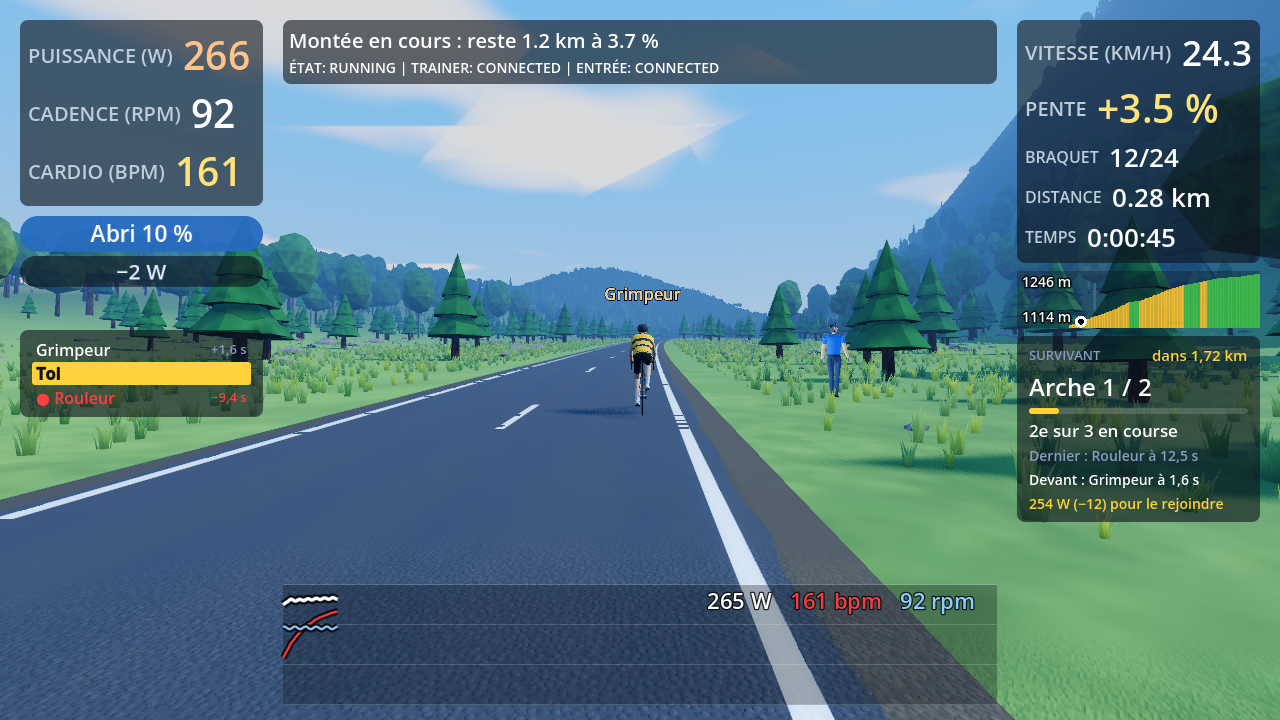 PUISSANCE (W) 266
CADENCE (RPM) 92
CARDIO (BPM) 161
Abri 10 %
−2 W
Grimpeur +1,6 s
Toi
Rouleur −9,4 s
Montée en cours : reste 1.2 km à 3.7 %
ÉTAT: RUNNING | TRAINER: CONNECTED | ENTRÉE: CONNECTED
Grimpeur
VITESSE (KM/H) 24.3
PENTE +3.5 %
BRAQUET 12/24
DISTANCE 0.28 km
TEMPS 0:00:45
1246 m
1114 m
SURVIVANT dans 1,72 km
Arche 1 / 2
2e sur 3 en course
Dernier : Rouleur à 12,5 s
Devant : Grimpeur à 1,6 s
254 W (−12) pour le rejoindre
265 W 161 bpm 92 rpm